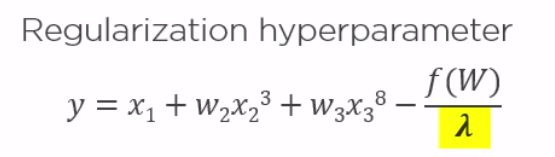 Regularization hyperparameter
y = x₁ + w₂x₂³ + w₃x₃⁸ − f(W)/λ